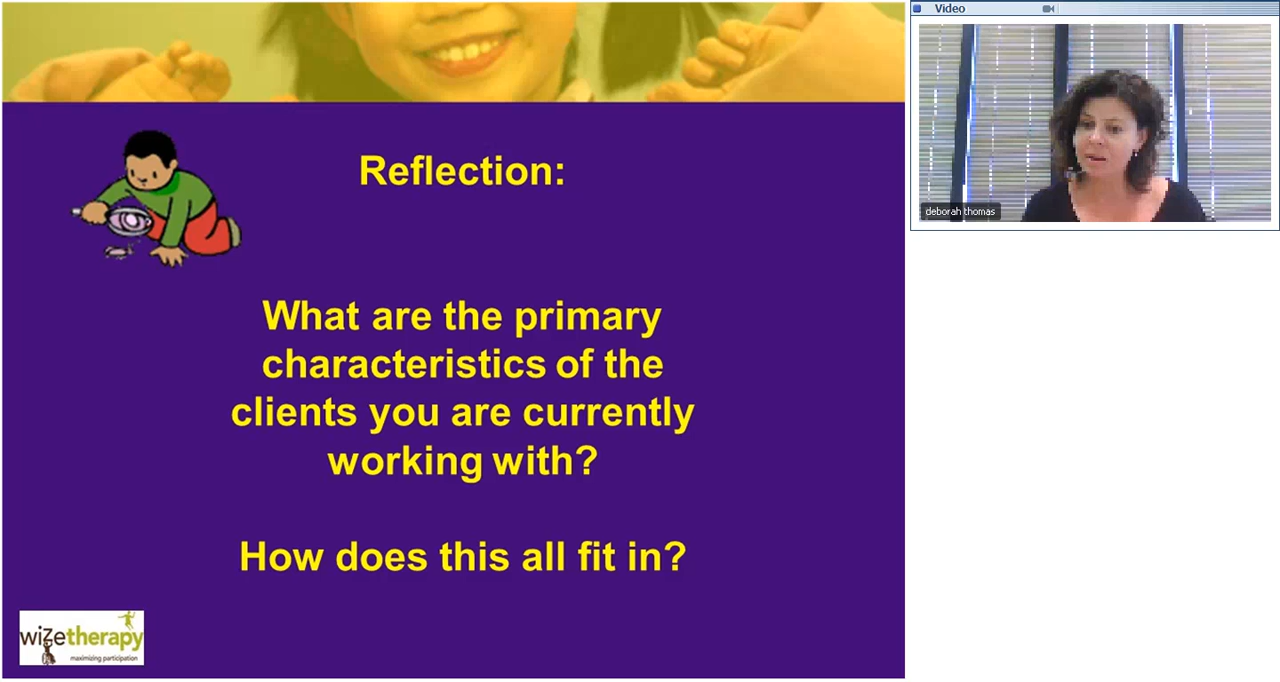 Video
deborah thomas
Reflection:
What are the primary
characteristics of the
clients you are currently
working with?
How does this all fit in?
wizetherapy
maximizing participation